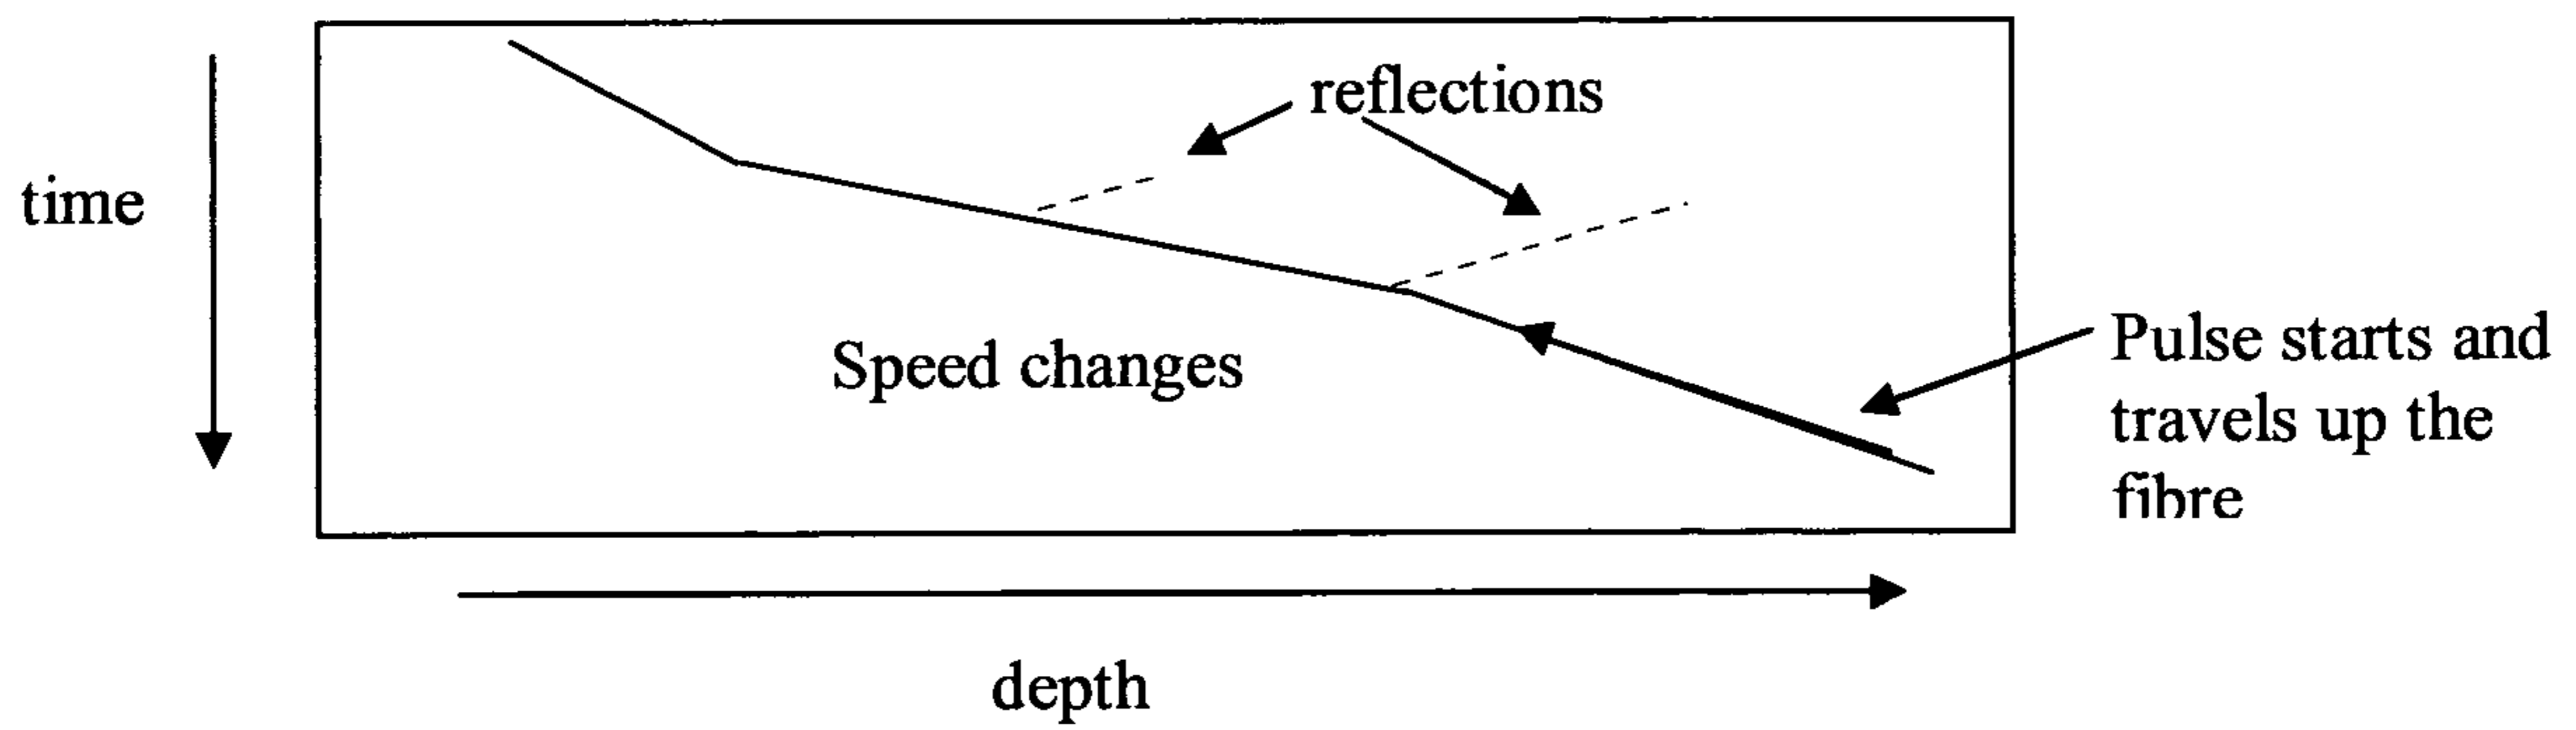 reflections
time
Speed changes
Pulse starts and
travels up the
fibre
depth